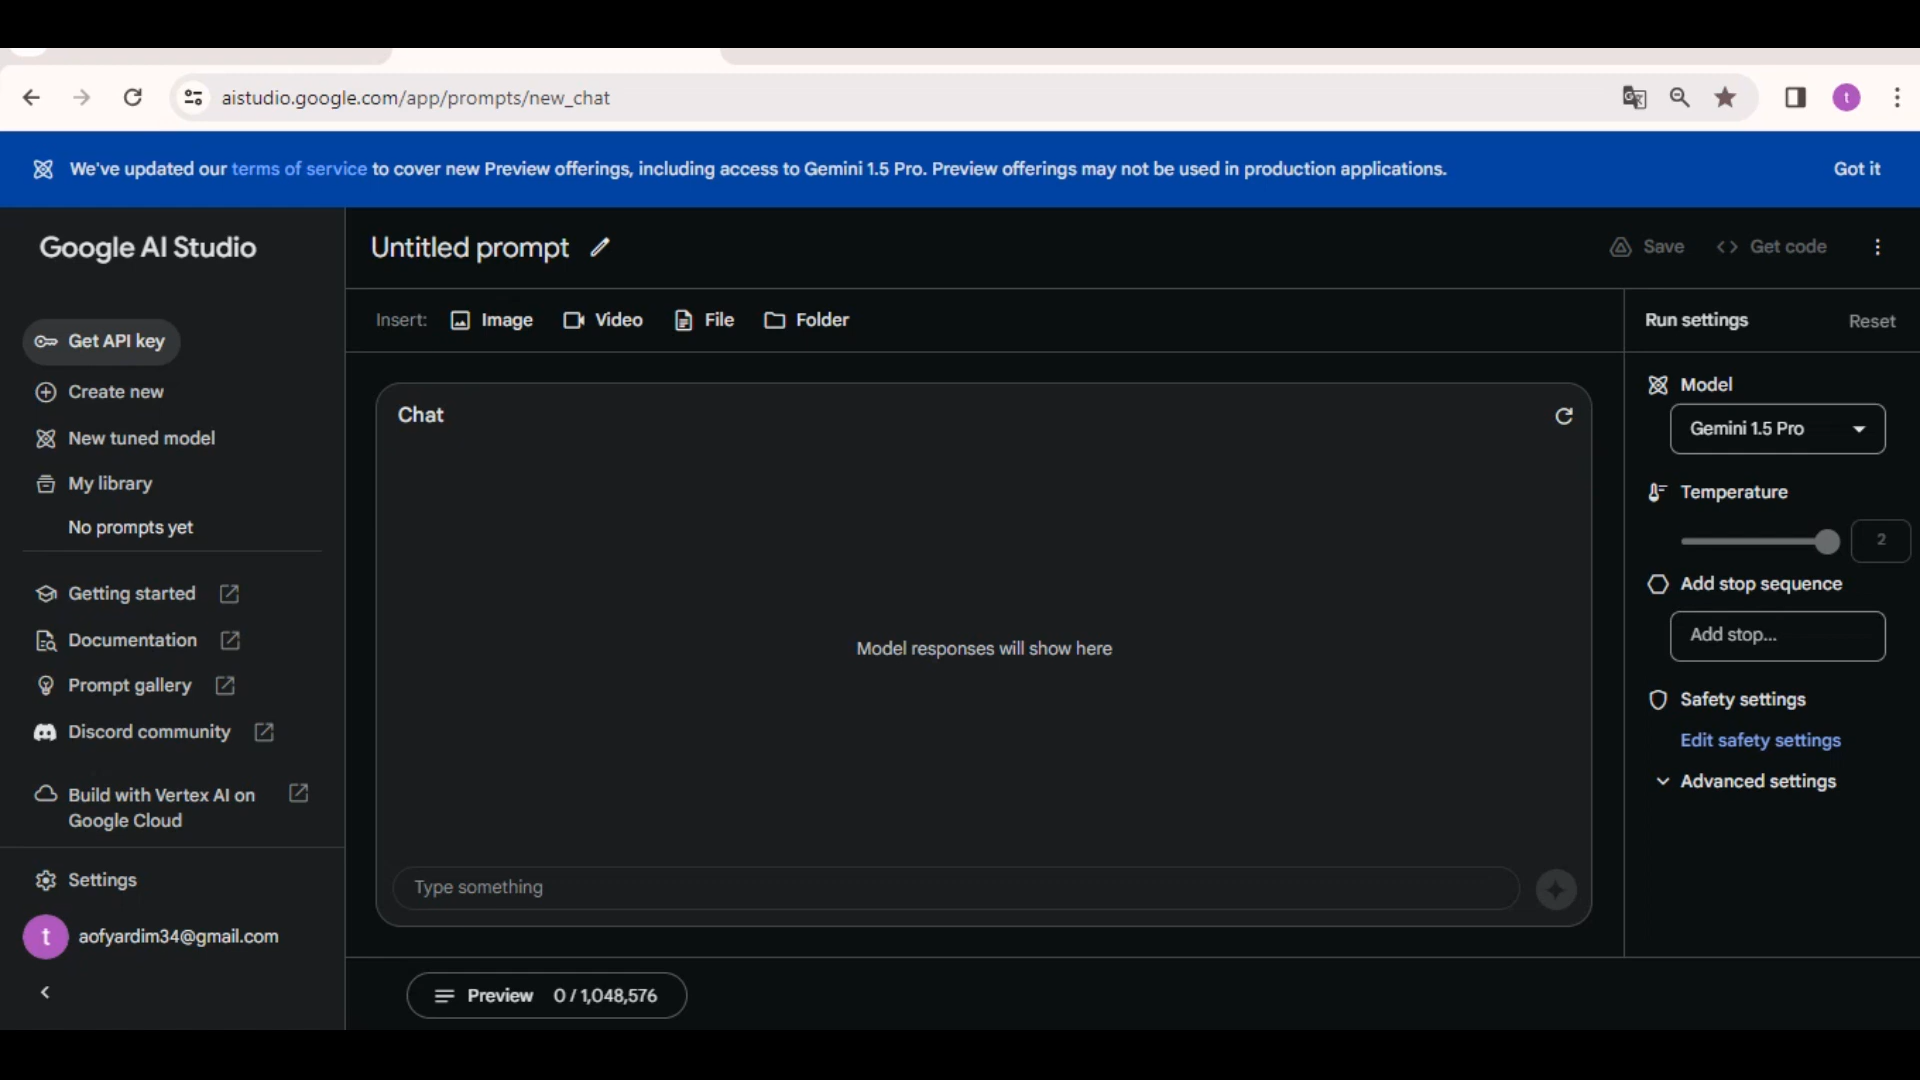 aistudio.google.com/app/prompts/new_chat
t
We've updated our terms of service to cover new Preview offerings, including access to Gemini 1.5 Pro. Preview offerings may not be used in production applications.
Got it
Google AI Studio
Untitled prompt
Save
Get code
Get API key
Create new
New tuned model
My library
No prompts yet
Getting started
Documentation
Prompt gallery
Discord community
Build with Vertex AI on
Google Cloud
Settings
t
aofyardim34@gmail.com
Insert:
Image
Video
File
Folder
Chat
Model responses will show here
Type something
Preview 0 / 1,048,576
Run settings
Reset
Model
Gemini 1.5 Pro
Temperature
2
Add stop sequence
Add stop...
Safety settings
Edit safety settings
Advanced settings